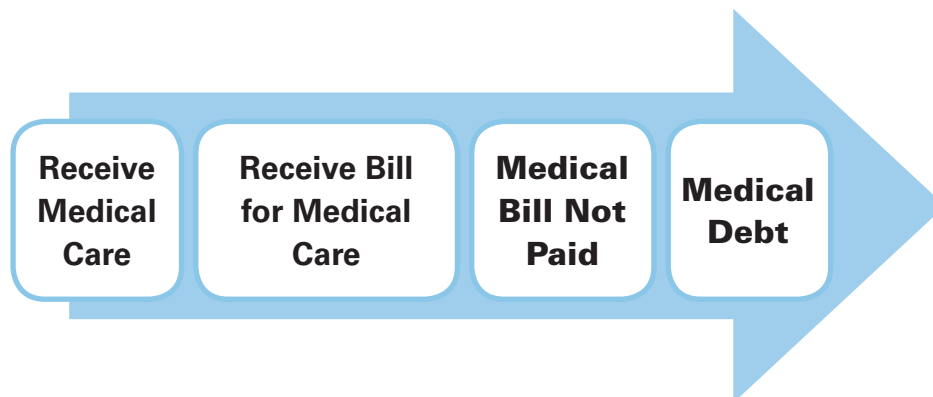 Receive
Medical
Care
Receive Bill
for Medical
Care
Medical
Bill Not
Paid
Medical
Debt